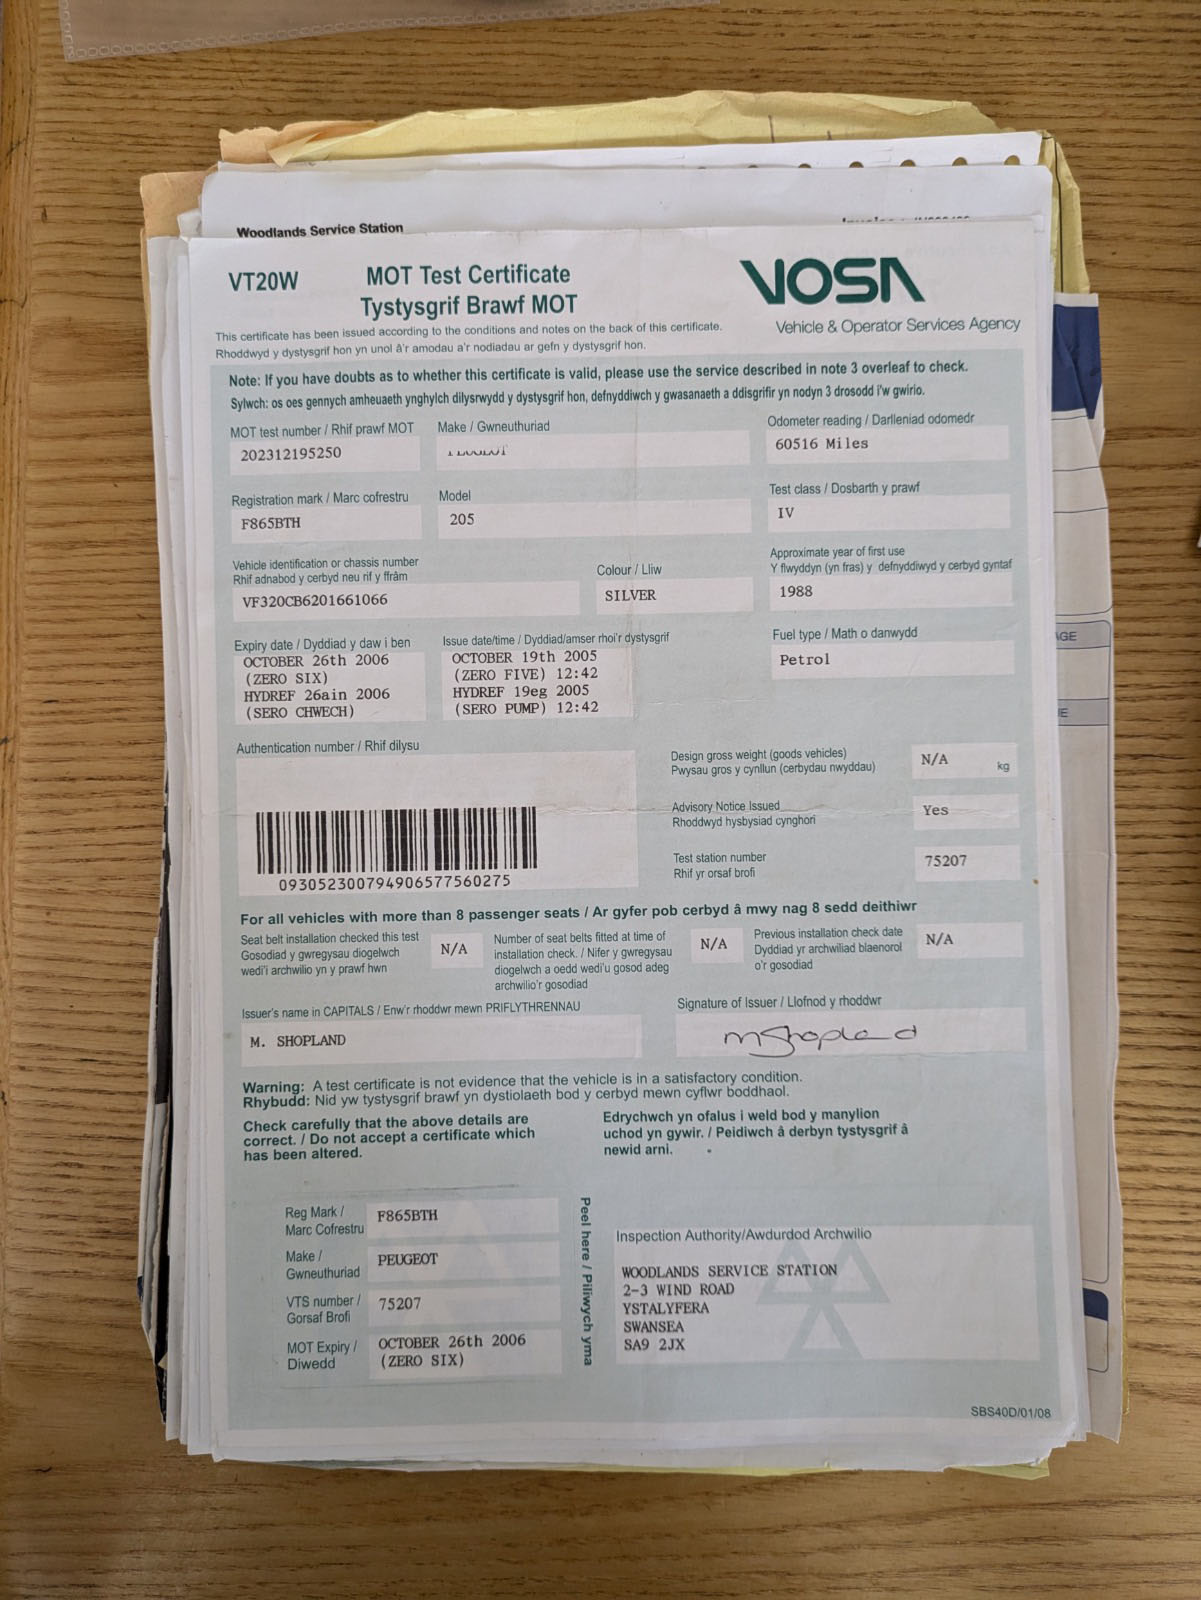 Woodlands Service Station
VT20W
MOT Test Certificate
Tystysgrif Brawf MOT
VOSA
Vehicle & Operator Services Agency
This certificate has been issued according to the conditions and notes on the back of this certificate.
Rhoddwyd y dystysgrif hon yn unol â'r amodau a'r nodiadau ar gefn y dystysgrif hon.
Note: If you have doubts as to whether this certificate is valid, please use the service described in note 3 overleaf to check.
Sylwch: os oes gennych amheuaeth ynghylch dilysrwydd y dystysgrif hon, defnyddiwch y gwasanaeth a ddisgrifir yn nodyn 3 drosodd i'w gwirio.
MOT test number / Rhif prawf MOT
202312195250
Make / Gwneuthuriad
Odometer reading / Darlleniad odomedr
60516 Miles
Registration mark / Marc cofrestru
F865BTH
Model
205
Test class / Dosbarth y prawf
IV
Vehicle identification or chassis number
Rhif adnabod y cerbyd neu rif y ffrâm
VF320CB6201661066
Colour / Lliw
SILVER
Approximate year of first use
Y flwyddyn (yn fras) y defnyddiwyd y cerbyd gyntaf
1988
Expiry date / Dyddiad y daw i ben
OCTOBER 26th 2006
(ZERO SIX)
HYDREF 26ain 2006
(SERO CHWECH)
Issue date/time / Dyddiad/amser rhoi'r dystysgrif
OCTOBER 19th 2005
(ZERO FIVE) 12:42
HYDREF 19eg 2005
(SERO PUMP) 12:42
Fuel type / Math o danwydd
Petrol
Authentication number / Rhif dilysu
093052300794906577560275
Design gross weight (goods vehicles)
Pwysau gros y cynllun (cerbydau nwyddau)
N/A kg
Advisory Notice Issued
Rhoddwyd hysbysiad cynghori
Yes
Test station number
Rhif yr orsaf brofi
75207
For all vehicles with more than 8 passenger seats / Ar gyfer pob cerbyd â mwy nag 8 sedd deithiwr
Seat belt installation checked this test
Gosodiad y gwregysau diogelwch
wedi'i archwilio yn y prawf hwn
N/A
Number of seat belts fitted at time of
installation check. / Nifer y gwregysau
diogelwch a oedd wedi'u gosod adeg
archwilio'r gosodiad
N/A
Previous installation check date
Dyddiad yr archwiliad blaenorol
o'r gosodiad
N/A
Issuer's name in CAPITALS / Enw'r rhoddwr mewn PRIFLYTHRENNAU
M. SHOPLAND
Signature of Issuer / Llofnod y rhoddwr
MShopland
Warning: A test certificate is not evidence that the vehicle is in a satisfactory condition.
Rhybudd: Nid yw tystysgrif brawf yn dystiolaeth bod y cerbyd mewn cyflwr boddhaol.
Check carefully that the above details are
correct. / Do not accept a certificate which
has been altered.
Edrychwch yn ofalus i weld bod y manylion
uchod yn gywir. / Peidiwch â derbyn tystysgrif â
newid arni.
Reg Mark /
Marc Cofrestru
F865BTH
Make /
Gwneuthuriad
PEUGEOT
VTS number /
Gorsaf Brofi
75207
MOT Expiry /
Diwedd
OCTOBER 26th 2006
(ZERO SIX)
Peel here / Piliwych yma
Inspection Authority/Awdurdod Archwilio
WOODLANDS SERVICE STATION
2-3 WIND ROAD
YSTALYFERA
SWANSEA
SA9 2JX
SBS40D/01/08